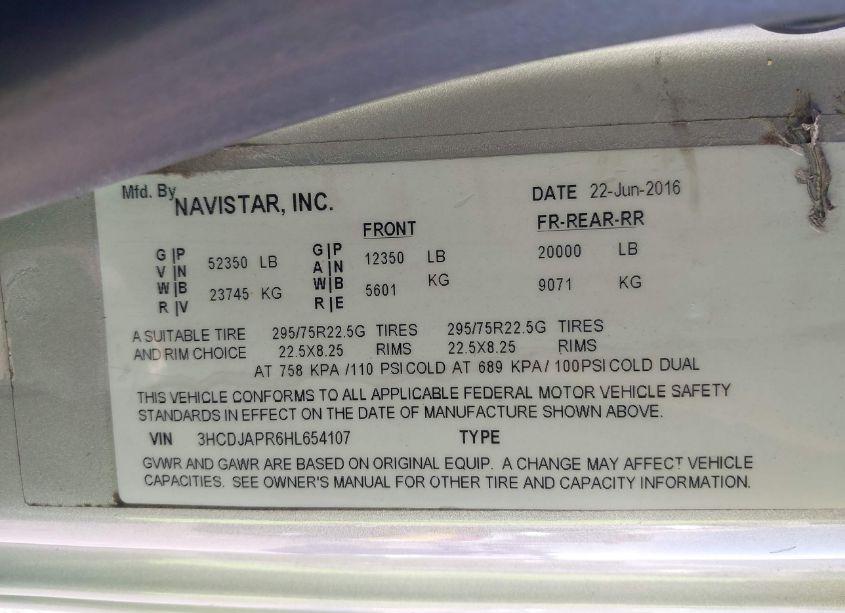 Mfd. By NAVISTAR, INC. DATE 22-Jun-2016
FRONT FR-REAR-RR
G|P V|N W|B R|V 52350 LB G|P A|N W|B R|E 12350 LB 20000 LB
23745 KG 5601 KG 9071 KG
A SUITABLE TIRE 295/75R22.5G TIRES 295/75R22.5G TIRES
AND RIM CHOICE 22.5X8.25 RIMS 22.5X8.25 RIMS
AT 758 KPA /110 PSI COLD AT 689 KPA/ 100PSI COLD DUAL
THIS VEHICLE CONFORMS TO ALL APPLICABLE FEDERAL MOTOR VEHICLE SAFETY
STANDARDS IN EFFECT ON THE DATE OF MANUFACTURE SHOWN ABOVE.
VIN 3HCDJAPR6HL654107 TYPE
GVWR AND GAWR ARE BASED ON ORIGINAL EQUIP. A CHANGE MAY AFFECT VEHICLE
CAPACITIES. SEE OWNER'S MANUAL FOR OTHER TIRE AND CAPACITY INFORMATION.